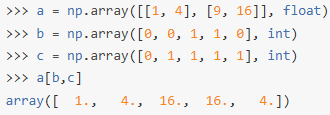 >>> a = np.array([[1, 4], [9, 16]], float)
>>> b = np.array([0, 0, 1, 1, 0], int)
>>> c = np.array([0, 1, 1, 1, 1], int)
>>> a[b,c]
array([  1.,   4.,  16.,  16.,   4.])